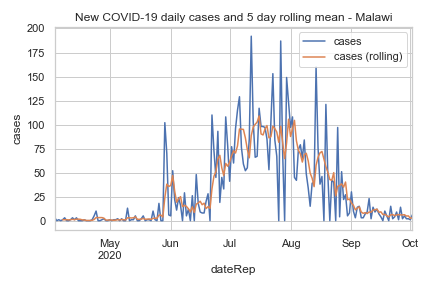 New COVID-19 daily cases and 5 day rolling mean - Malawi
cases
cases (rolling)
200
175
150
125
100
75
50
25
0
cases
May
2020
Jun
Jul
Aug
Sep
Oct
dateRep